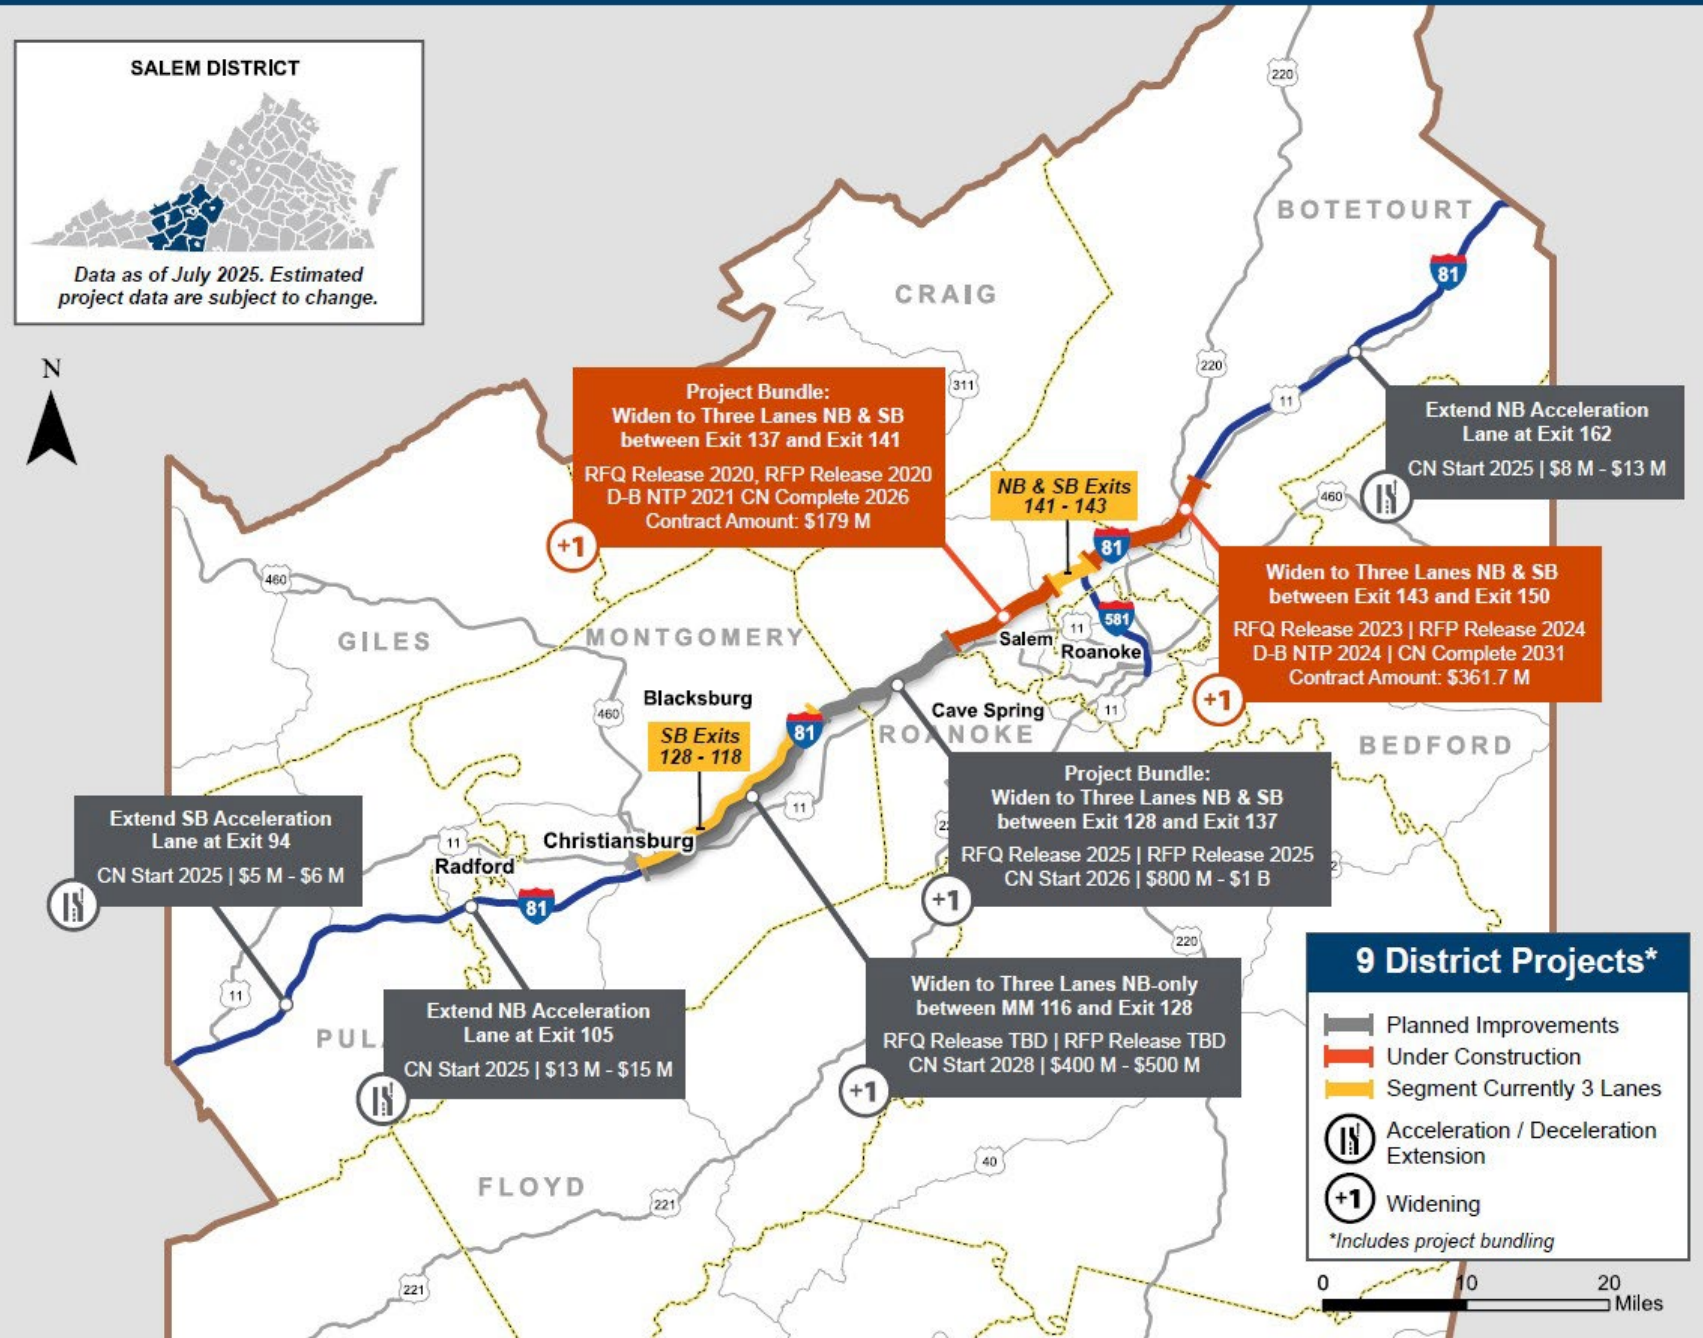 SALEM DISTRICT
Data as of July 2025. Estimated
project data are subject to change.
N
220
BOTETOURT
81
CRAIG
311
220
11
Project Bundle:
Widen to Three Lanes NB & SB
between Exit 137 and Exit 141
RFQ Release 2020, RFP Release 2020
D-B NTP 2021 CN Complete 2026
Contract Amount: $179 M
+1
Extend NB Acceleration
Lane at Exit 162
CN Start 2025 | $8 M - $13 M
NB & SB Exits
141 - 143
460
81
Widen to Three Lanes NB & SB
between Exit 143 and Exit 150
RFQ Release 2023 | RFP Release 2024
D-B NTP 2024 | CN Complete 2031
Contract Amount: $361.7 M
+1
460
GILES
MONTGOMERY
581
11
Salem
Roanoke
Blacksburg
460
SB Exits
128 - 118
81
Cave Spring
11
ROANOKE
BEDFORD
11
Project Bundle:
Widen to Three Lanes NB & SB
between Exit 128 and Exit 137
RFQ Release 2025 | RFP Release 2025
CN Start 2026 | $800 M - $1 B
+1
Extend SB Acceleration
Lane at Exit 94
CN Start 2025 | $5 M - $6 M
11
Christiansburg
Radford
81
220
11
PUL
Extend NB Acceleration
Lane at Exit 105
CN Start 2025 | $13 M - $15 M
Widen to Three Lanes NB-only
between MM 116 and Exit 128
RFQ Release TBD | RFP Release TBD
CN Start 2028 | $400 M - $500 M
+1
9 District Projects*
Planned Improvements
Under Construction
Segment Currently 3 Lanes
Acceleration / Deceleration
Extension
+1
Widening
*Includes project bundling
FLOYD
40
221
221
0 10 20
Miles